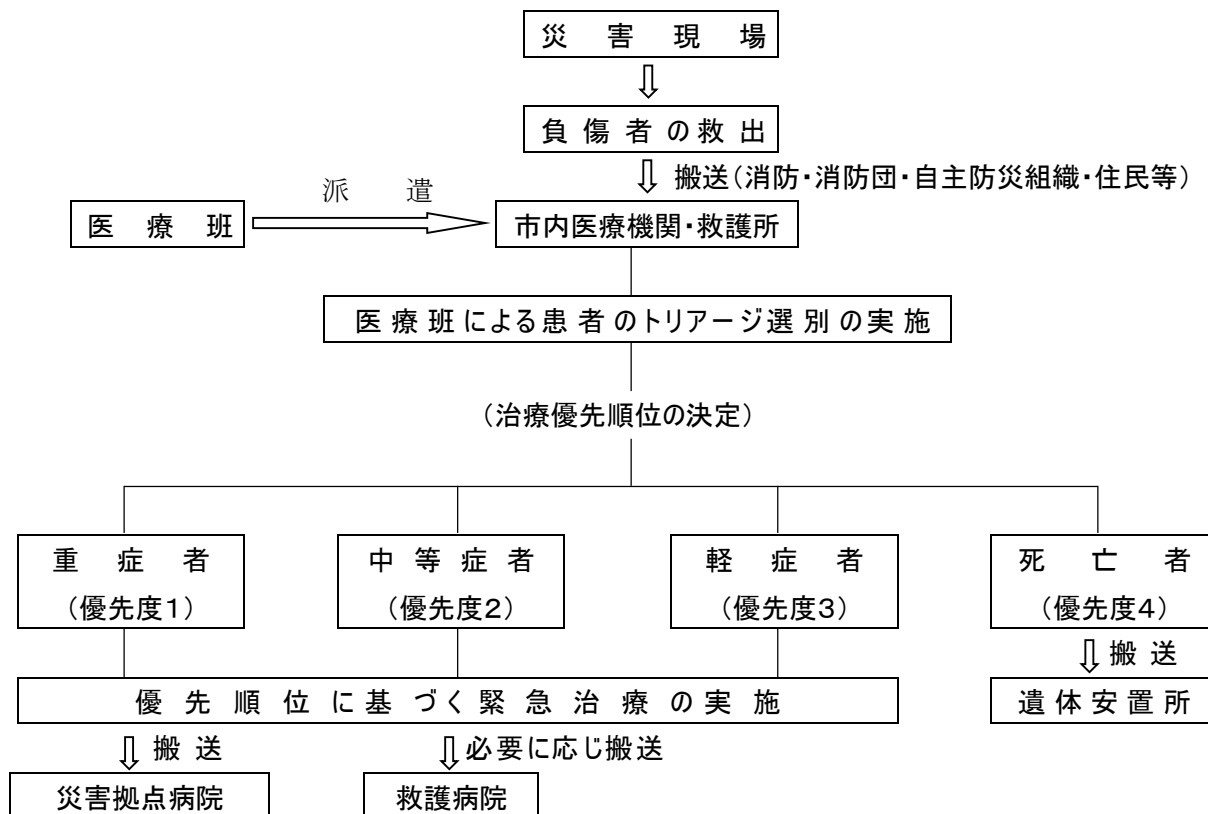 災害現場
負傷者の救出
搬送(消防・消防団・自主防災組織・住民等)
派遣
医療班
市内医療機関・救護所
医療班による患者のトリアージ選別の実施
(治療優先順位の決定)
重症者
(優先度1)
中等症者
(優先度2)
軽症者
(優先度3)
死亡者
(優先度4)
搬送
優先順位に基づく緊急治療の実施
遺体安置所
搬送
必要に応じ搬送
災害拠点病院
救護病院